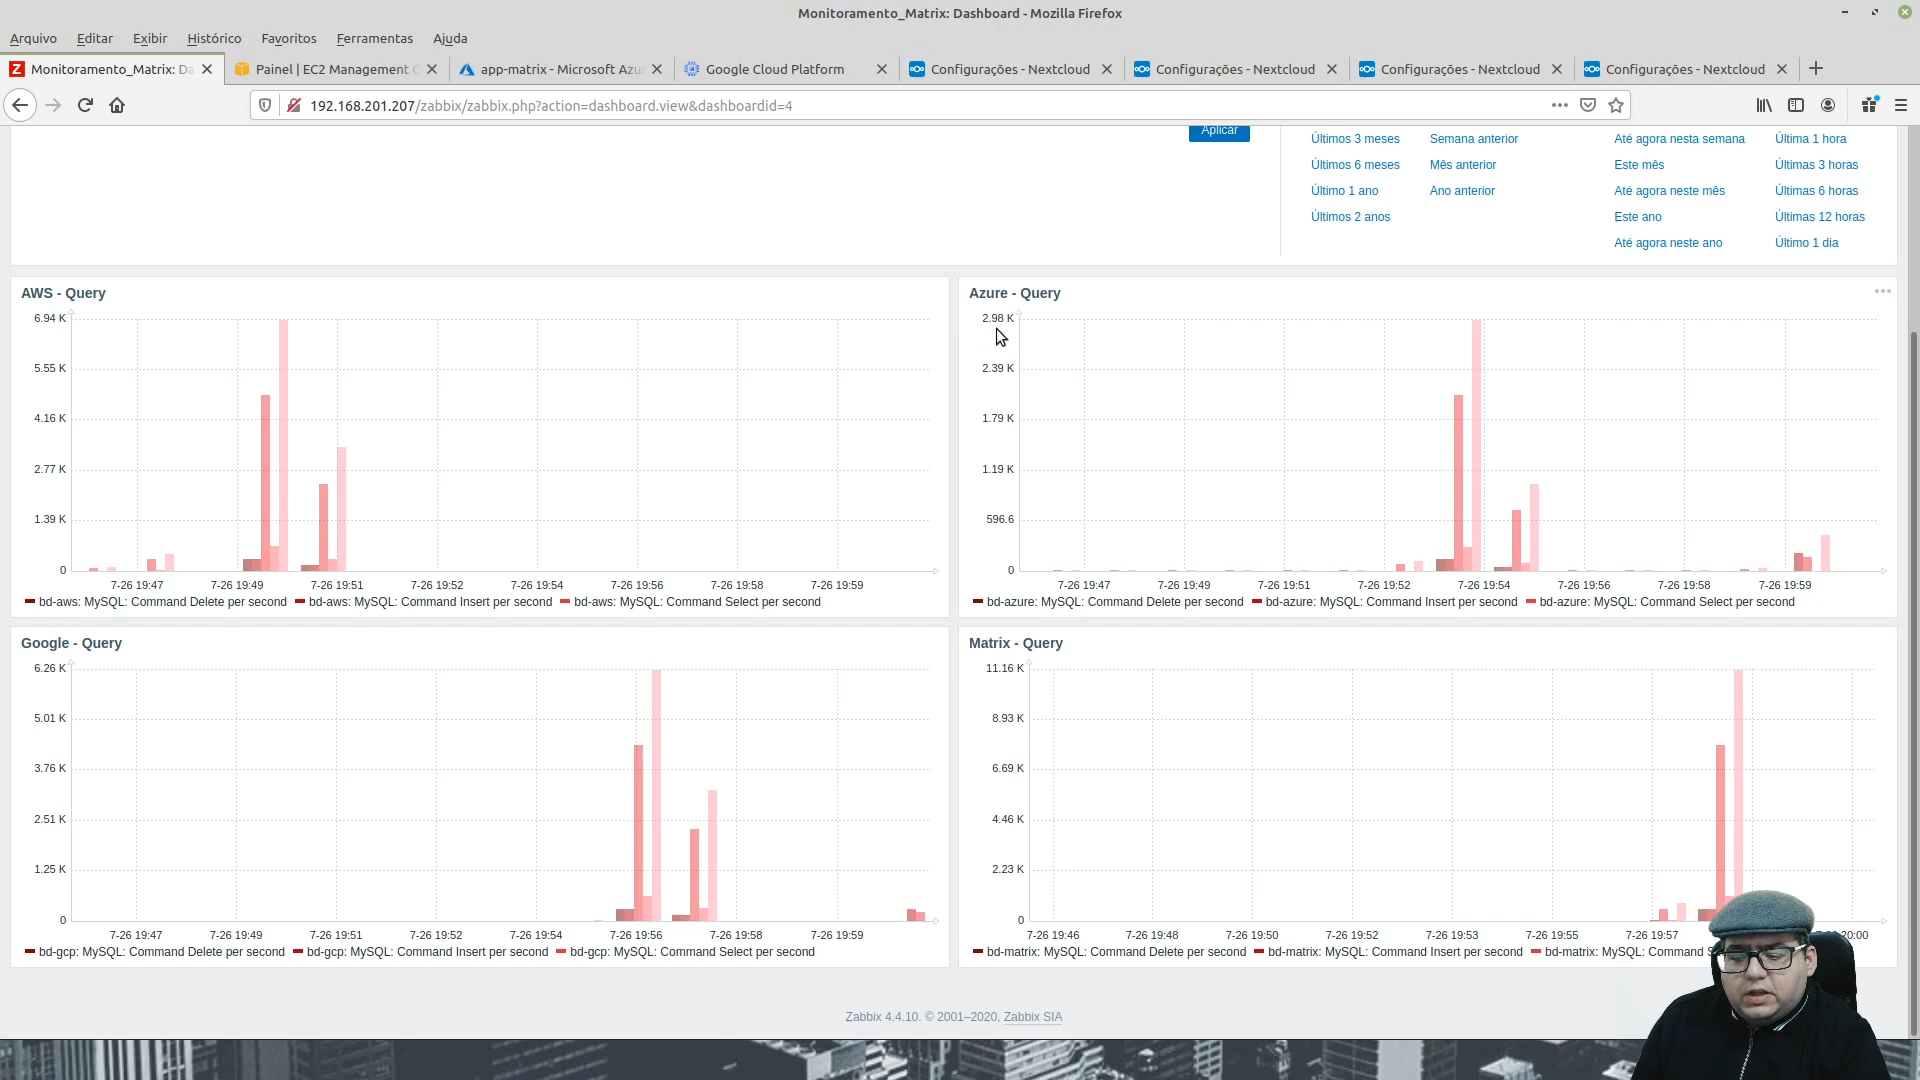 Monitoramento_Matrix: Dashboard - Mozilla Firefox
Arquivo Editar Exibir Histórico Favoritos Ferramentas Ajuda
Monitoramento_Matrix: Da Painel | EC2 Management C app-matrix - Microsoft Azu Google Cloud Platform Configurações - Nextcloud Configurações - Nextcloud Configurações - Nextcloud Configurações - Nextcloud
192.168.201.207/zabbix/zabbix.php?action=dashboard.view&dashboardid=4
Aplicar
Últimos 3 meses Semana anterior Até agora nesta semana Última 1 hora
Últimos 6 meses Mês anterior Este mês Últimas 3 horas
Último 1 ano Ano anterior Até agora neste mês Últimas 6 horas
Últimos 2 anos Este ano Últimas 12 horas
Até agora neste ano Último 1 dia
AWS - Query
6.94 K
5.55 K
4.16 K
2.77 K
1.39 K
0
7-26 19:47 7-26 19:49 7-26 19:51 7-26 19:52 7-26 19:54 7-26 19:56 7-26 19:58 7-26 19:59
bd-aws: MySQL: Command Delete per second bd-aws: MySQL: Command Insert per second bd-aws: MySQL: Command Select per second
Azure - Query
2.98 K
2.39 K
1.79 K
1.19 K
596.6
0
7-26 19:47 7-26 19:49 7-26 19:51 7-26 19:52 7-26 19:54 7-26 19:56 7-26 19:58 7-26 19:59
bd-azure: MySQL: Command Delete per second bd-azure: MySQL: Command Insert per second bd-azure: MySQL: Command Select per second
Google - Query
6.26 K
5.01 K
3.76 K
2.51 K
1.25 K
0
7-26 19:47 7-26 19:49 7-26 19:51 7-26 19:52 7-26 19:54 7-26 19:56 7-26 19:58 7-26 19:59
bd-gcp: MySQL: Command Delete per second bd-gcp: MySQL: Command Insert per second bd-gcp: MySQL: Command Select per second
Matrix - Query
11.16 K
8.93 K
6.69 K
4.46 K
2.23 K
0
7-26 19:46 7-26 19:48 7-26 19:50 7-26 19:52 7-26 19:53 7-26 19:55 7-26 19:57 20:00
bd-matrix: MySQL: Command Delete per second bd-matrix: MySQL: Command Insert per second bd-matrix: MySQL: Command
Zabbix 4.4.10. © 2001–2020, Zabbix SIA